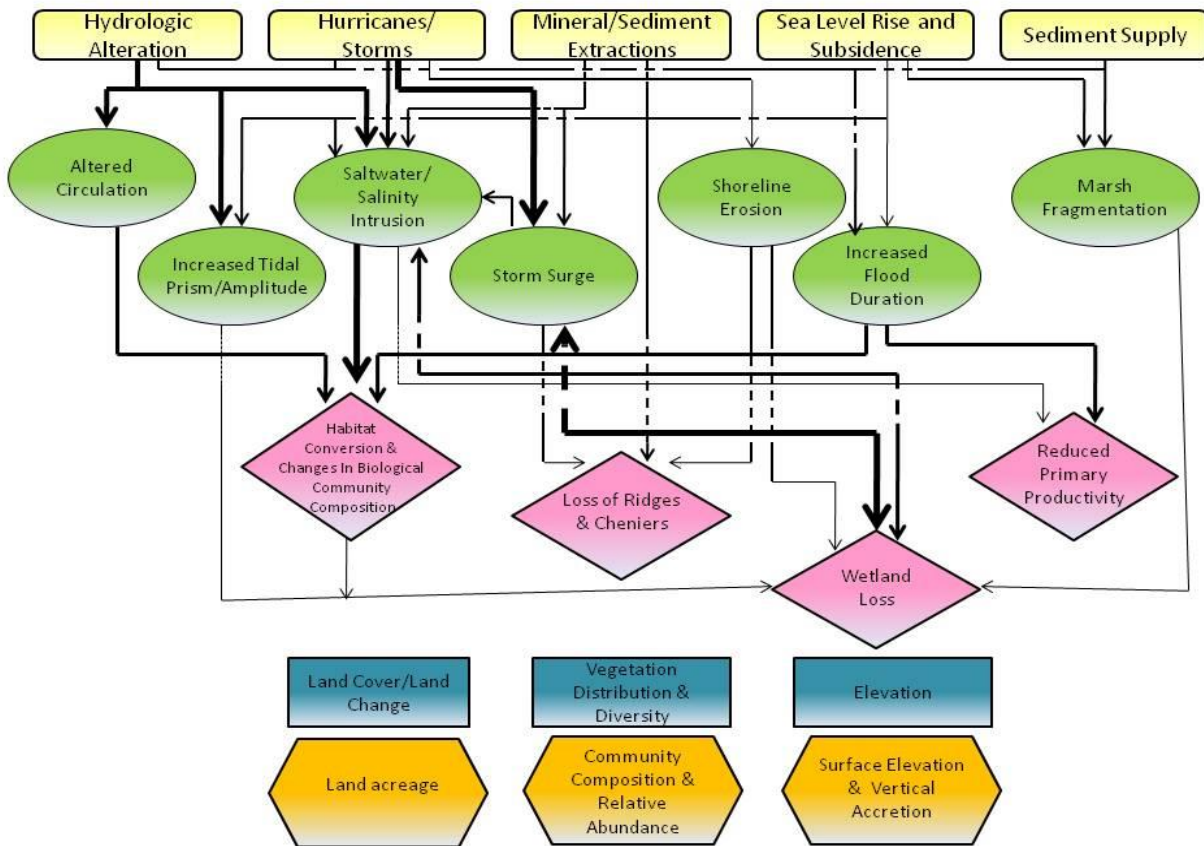 Hydrologic
Alteration
Hurricanes/
Storms
Mineral/Sediment
Extractions
Sea Level Rise and
Subsidence
Sediment Supply
Altered
Circulation
Saltwater/
Salinity
Intrusion
Shoreline
Erosion
Marsh
Fragmentation
Increased Tidal
Prism/Amplitude
Storm Surge
Increased
Flood
Duration
Habitat
Conversion &
Changes In Biological
Community
Composition
Loss of Ridges
& Cheniers
Reduced
Primary
Productivity
Wetland
Loss
Land Cover/Land
Change
Vegetation
Distribution &
Diversity
Elevation
Land acreage
Community
Composition &
Relative
Abundance
Surface Elevation
& Vertical
Accretion